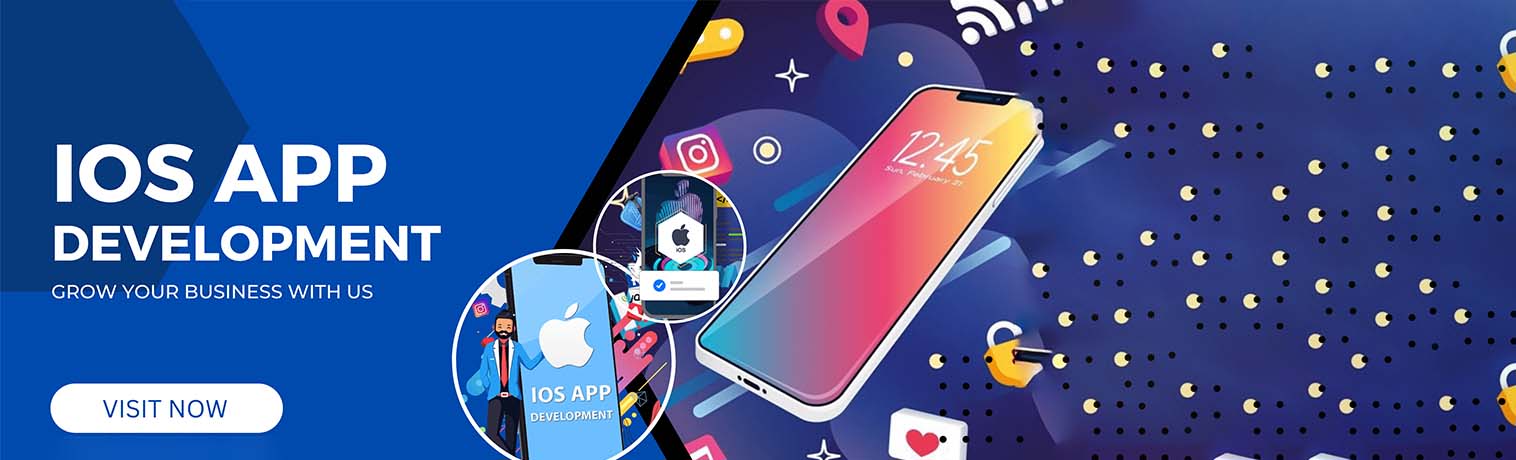 IOS APP
DEVELOPMENT
GROW YOUR BUSINESS WITH US
VISIT NOW
IOS APP
DEVELOPMENT
iOS
12:45
Sun, February 21